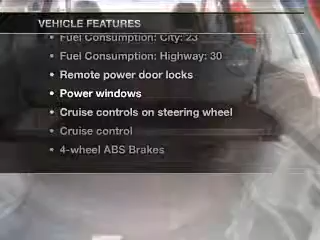 VEHICLE FEATURES
• Fuel Consumption: City: 23
• Fuel Consumption: Highway: 30
• Remote power door locks
• Power windows
• Cruise controls on steering wheel
• Cruise control
• 4-wheel ABS Brakes